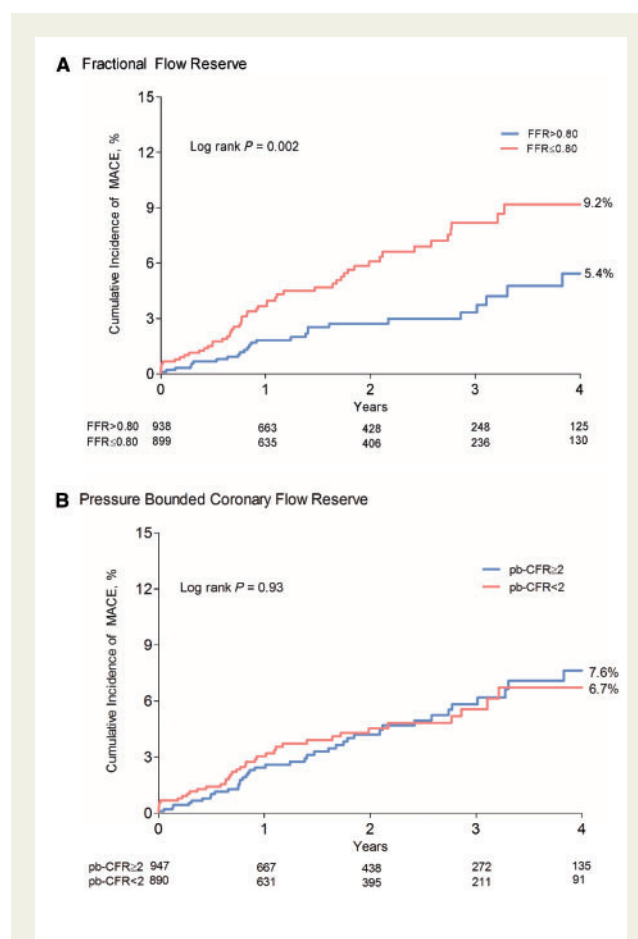 A Fractional Flow Reserve
15
12
9
6
3
0
Cumulative Incidence of MACE, %
Log rank P = 0.002
FFR>0.80
FFR≤0.80
9.2%
5.4%
0 1 2 3 4
Years
FFR>0.80 938 663 428 248 125
FFR≤0.80 899 635 406 236 130
B Pressure Bounded Coronary Flow Reserve
15
12
9
6
3
0
Cumulative Incidence of MACE, %
Log rank P = 0.93
pb-CFR≥2
pb-CFR<2
7.6%
6.7%
0 1 2 3 4
Years
pb-CFR≥2 947 667 438 272 135
pb-CFR<2 890 631 395 211 91